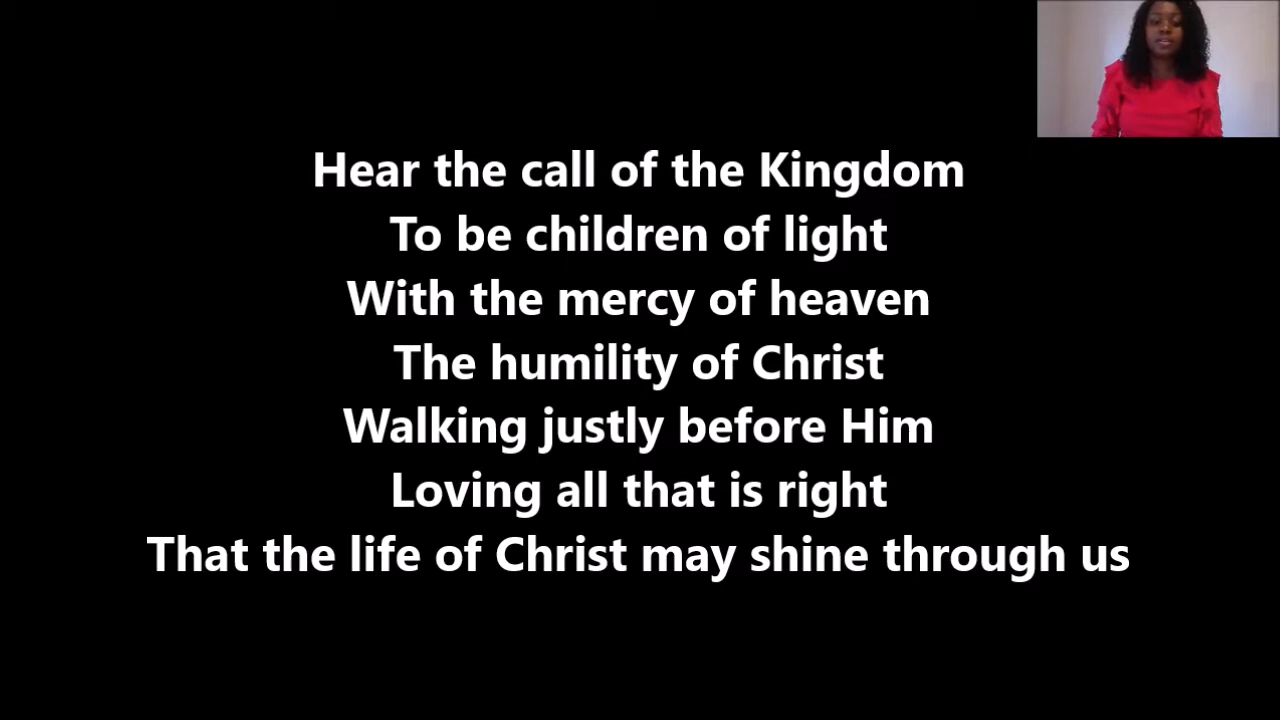 Hear the call of the Kingdom
To be children of light
With the mercy of heaven
The humility of Christ
Walking justly before Him
Loving all that is right
That the life of Christ may shine through us